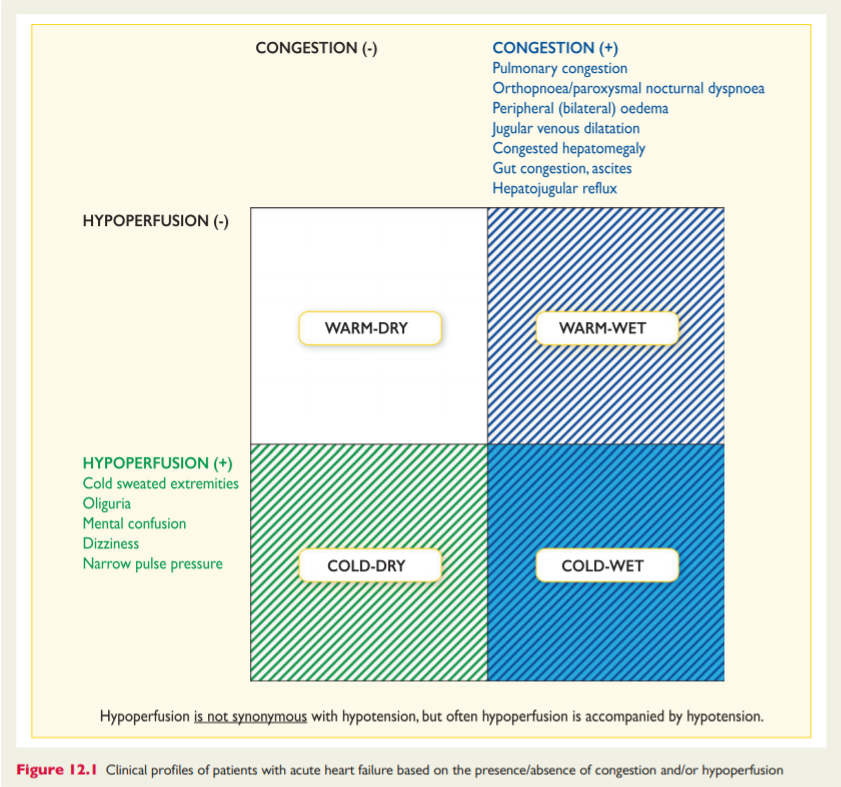 CONGESTION (-)
CONGESTION (+)
Pulmonary congestion
Orthopnoea/paroxysmal nocturnal dyspnoea
Peripheral (bilateral) oedema
Jugular venous dilatation
Congested hepatomegaly
Gut congestion, ascites
Hepatojugular reflux
HYPOPERFUSION (-)
WARM-DRY
WARM-WET
HYPOPERFUSION (+)
Cold sweated extremities
Oliguria
Mental confusion
Dizziness
Narrow pulse pressure
COLD-DRY
COLD-WET
Hypoperfusion is not synonymous with hypotension, but often hypoperfusion is accompanied by hypotension.
Figure 12.1 Clinical profiles of patients with acute heart failure based on the presence/absence of congestion and/or hypoperfusion